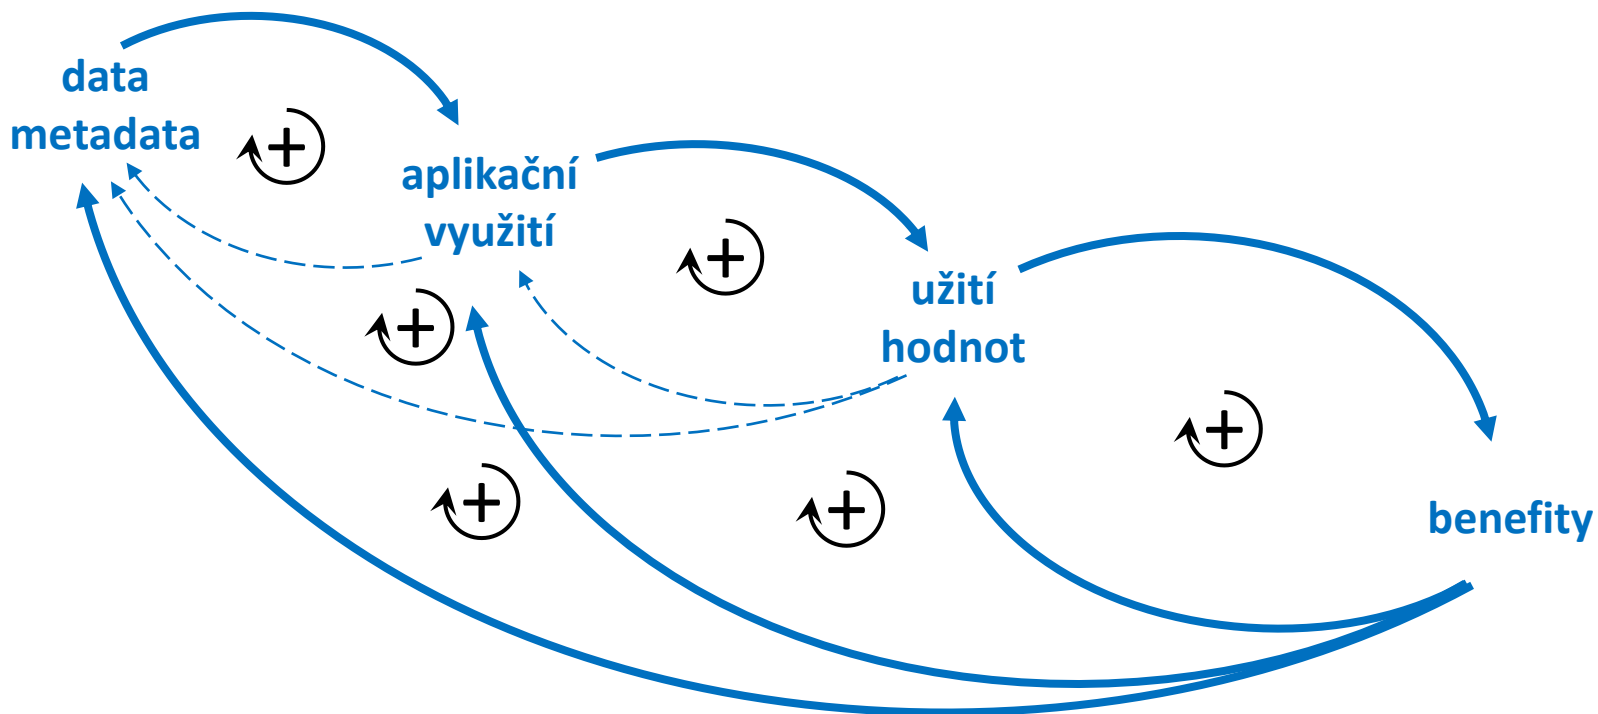 data
metadata
aplikační
využití
užití
hodnot
benefity
+
+
+
+
+
+